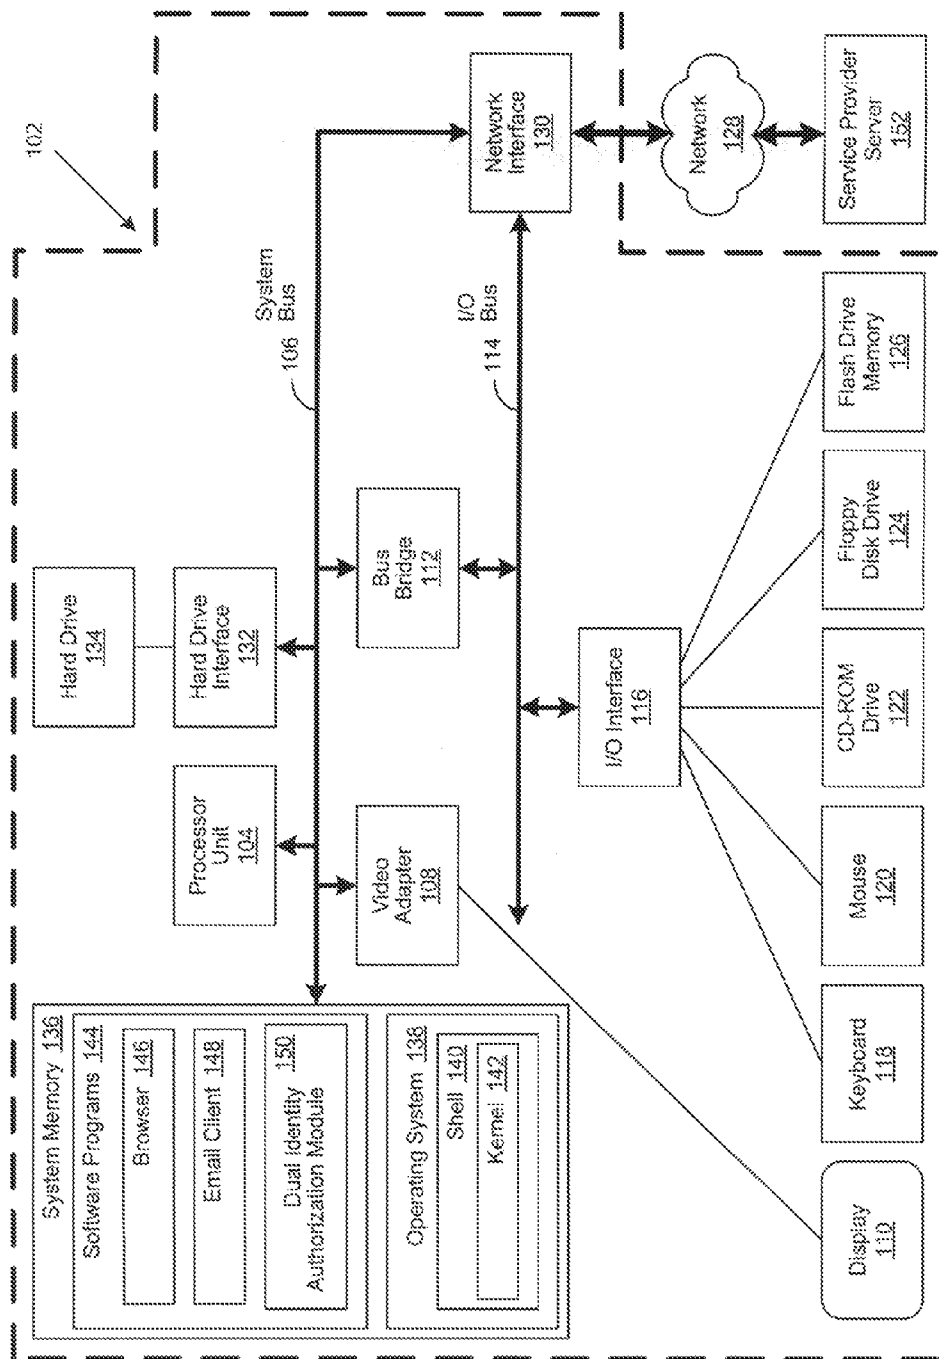 102
Hard Drive
134
Hard Drive
Interface
132
Processor
Unit
104
System Memory 136
Software Programs 144
Browser 146
Email Client 148
Dual Identity 150
Authorization Module
Operating System 138
Shell 140
Kernel 142
System
Bus
106
Video
Adapter
108
Bus
Bridge
112
I/O
Bus
114
Network
Interface
130
I/O Interface
116
Network
128
Display
110
Keyboard
118
Mouse
120
CD-ROM
Drive
122
Floppy
Disk Drive
124
Flash Drive
Memory
126
Service Provider
Server
152